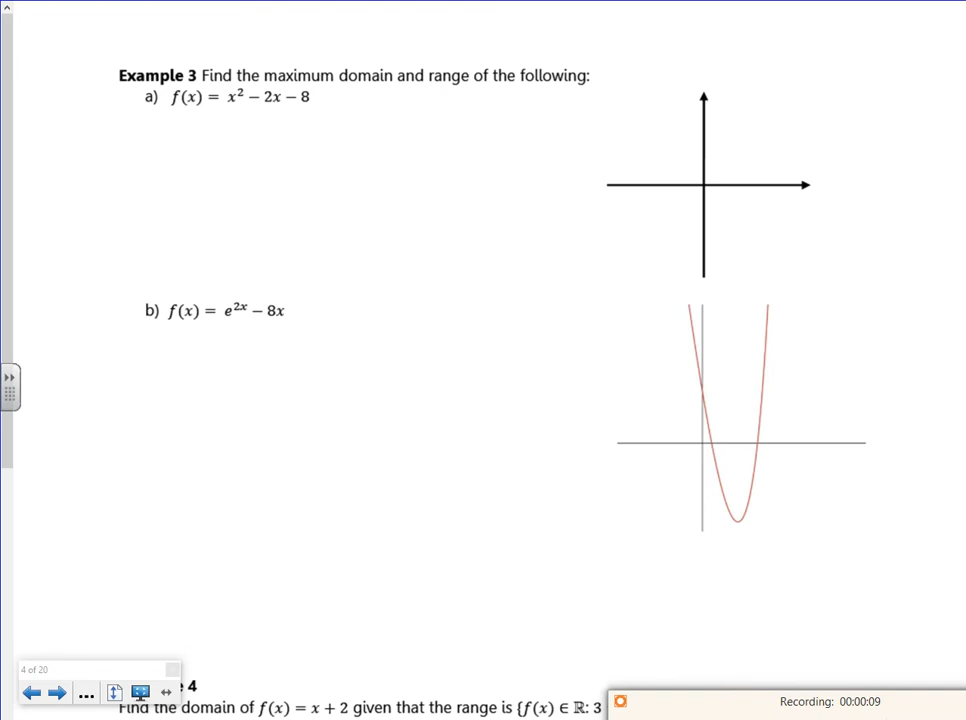 Example 3 Find the maximum domain and range of the following:
a) f(x) = x² − 2x − 8
b) f(x) = e²ˣ − 8x
4 of 20
e 4
Find the domain of f(x) = x + 2 given that the range is {f(x) ∈ ℝ: 3
Recording: 00:00:09